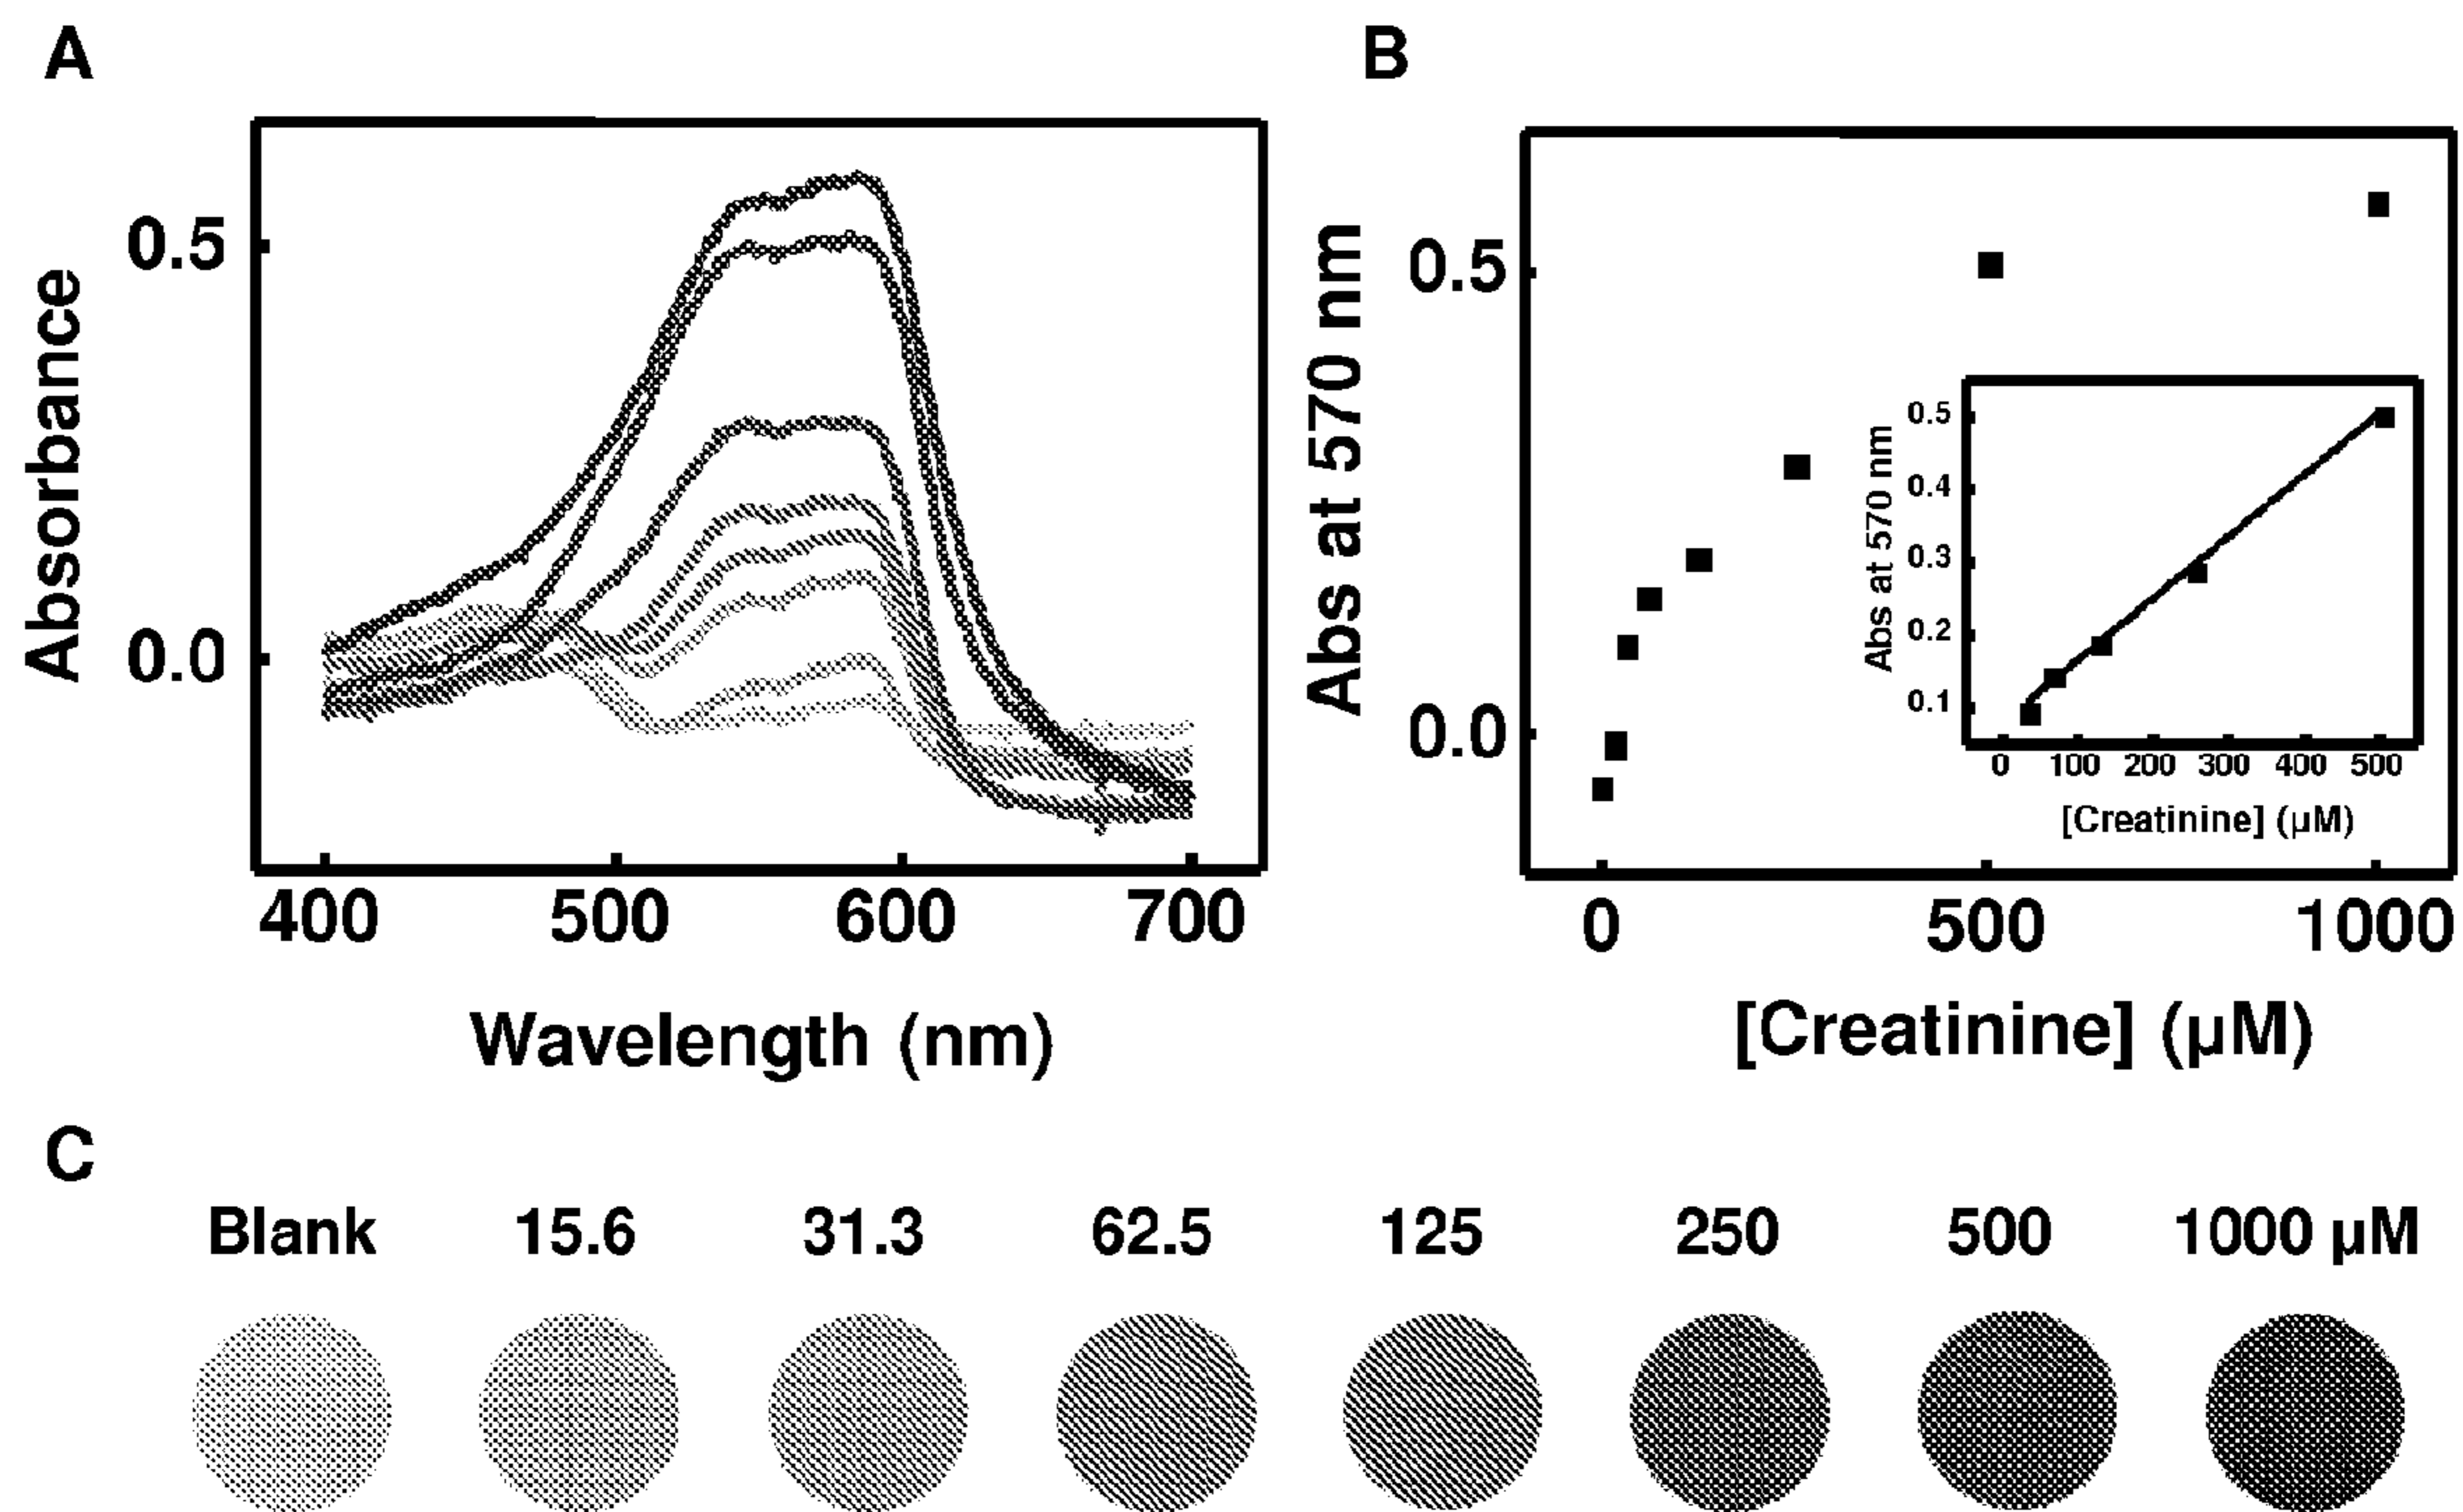 A
B
Absorbance
0.5
0.0
400 500 600 700
Wavelength (nm)
Abs at 570 nm
0.5
0.0
0 500 1000
[Creatinine] (µM)
Abs at 570 nm
0.5
0.4
0.3
0.2
0.1
0 100 200 300 400 500
[Creatinine] (µM)
C
Blank 15.6 31.3 62.5 125 250 500 1000 µM